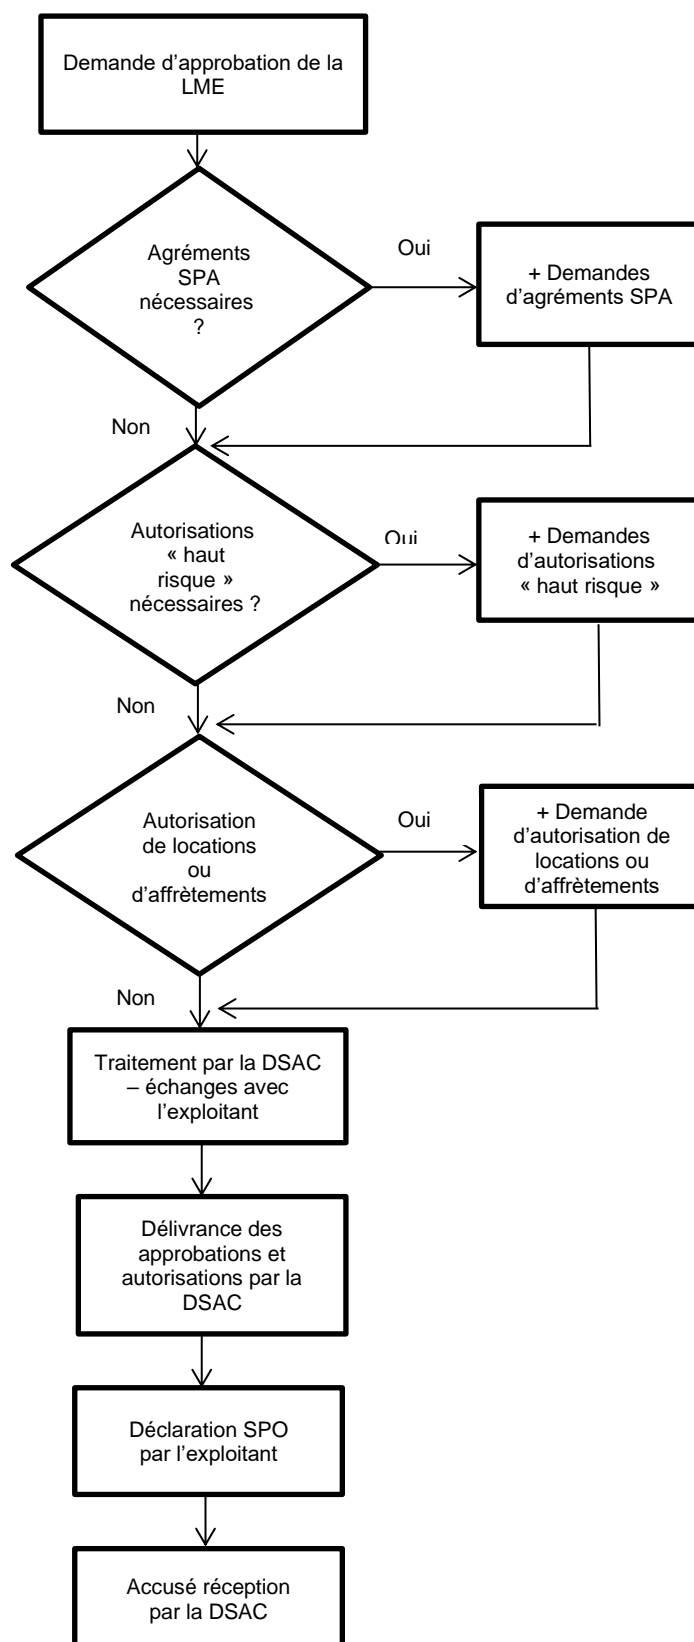 Demande d’approbation de la
LME
Agréments
SPA
nécessaires
?
Oui
+ Demandes
d’agréments SPA
Non
Autorisations
« haut
risque »
nécessaires ?
Oui
+ Demandes
d’autorisations
« haut risque »
Non
Autorisation
de locations
ou
d’affrètements
Oui
+ Demande
d’autorisation de
locations ou
d’affrètements
Non
Traitement par la DSAC
– échanges avec
l’exploitant
Délivrance des
approbations et
autorisations par la
DSAC
Déclaration SPO
par l’exploitant
Accusé réception
par la DSAC